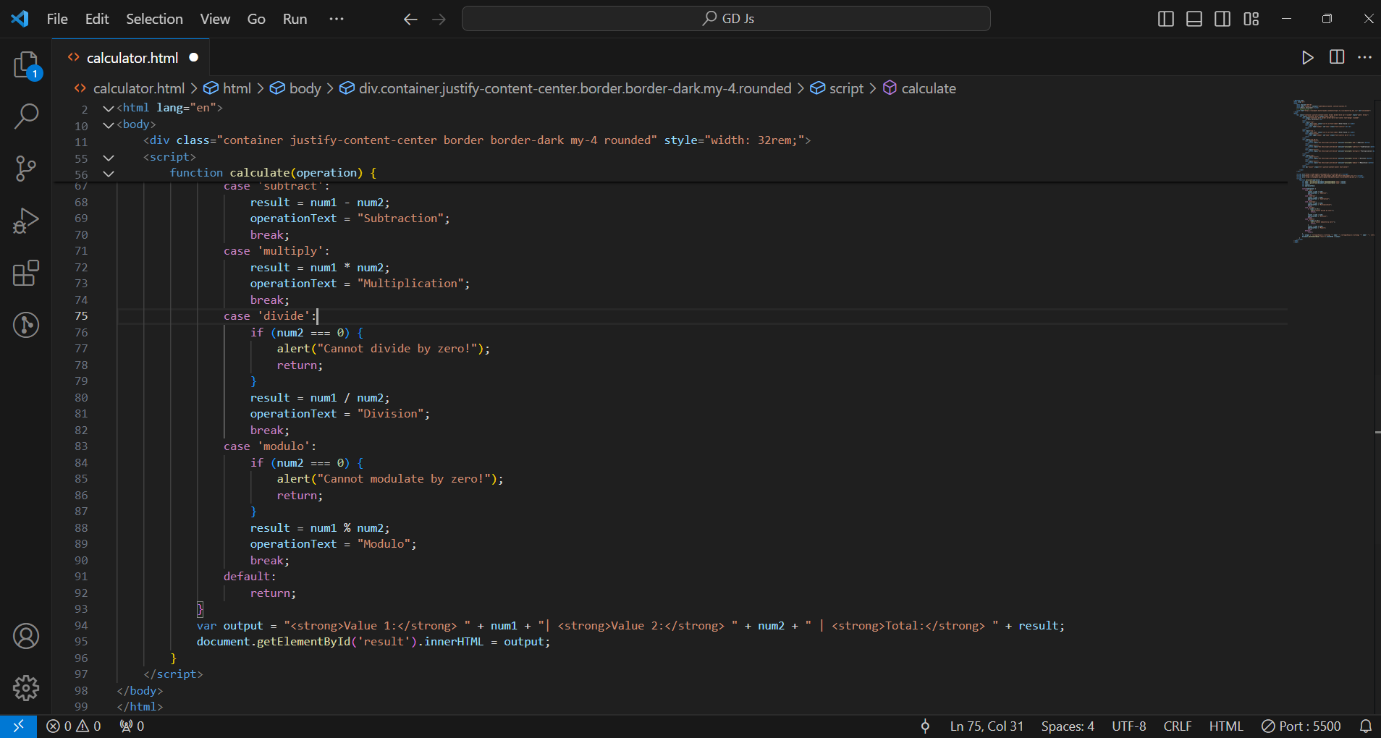 File Edit Selection View Go Run ··· GD Js
calculator.html
calculator.html > html > body > div.container.justify-content-center.border.border-dark.my-4.rounded > script > calculate
2 <html lang="en">
10 <body>
11 <div class="container justify-content-center border border-dark my-4 rounded" style="width: 32rem;">
55 <script>
56 function calculate(operation) {
67 case 'subtract':
68 result = num1 - num2;
69 operationText = "Subtraction";
70 break;
71 case 'multiply':
72 result = num1 * num2;
73 operationText = "Multiplication";
74 break;
75 case 'divide':
76 if (num2 === 0) {
77 alert("Cannot divide by zero!");
78 return;
79 }
80 result = num1 / num2;
81 operationText = "Division";
82 break;
83 case 'modulo':
84 if (num2 === 0) {
85 alert("Cannot modulate by zero!");
86 return;
87 }
88 result = num1 % num2;
89 operationText = "Modulo";
90 break;
91 default:
92 return;
93 }
94 var output = "<strong>Value 1:</strong> " + num1 + "| <strong>Value 2:</strong> " + num2 + " | <strong>Total:</strong> " + result;
95 document.getElementById('result').innerHTML = output;
96 }
97 </script>
98 </body>
99 </html>
1
0 0 0 Ln 75, Col 31 Spaces: 4 UTF-8 CRLF HTML Port : 5500